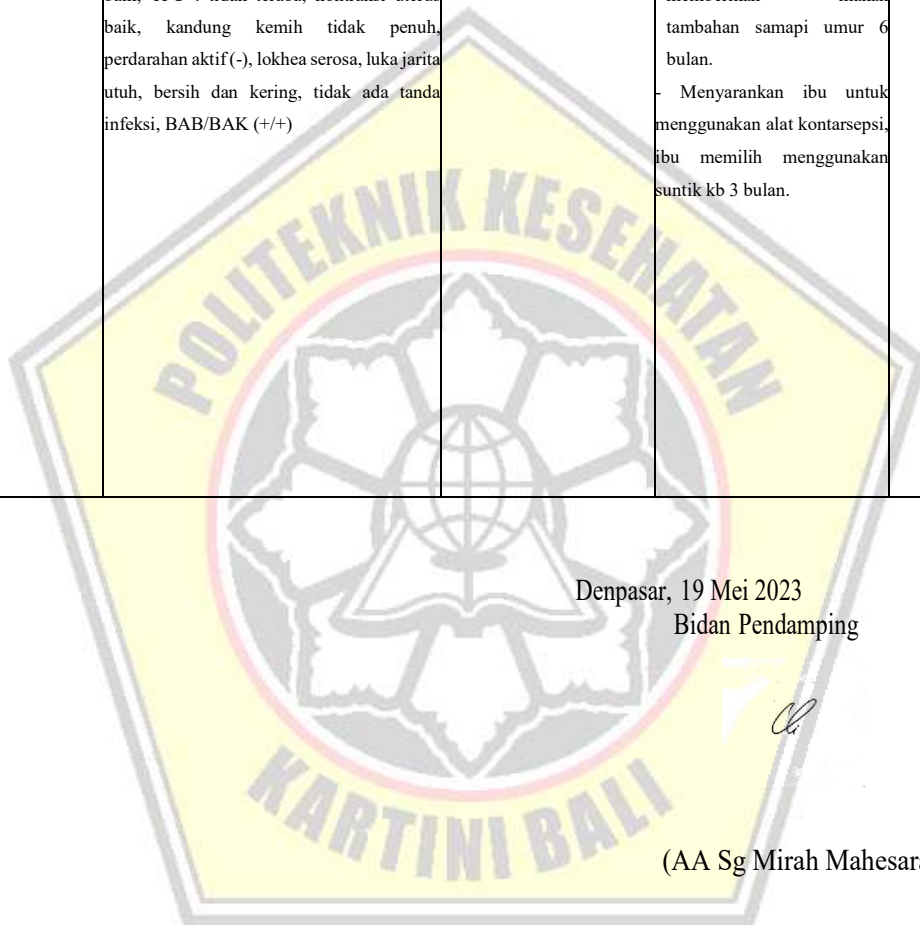 baik, kandung kemih tidak penuh,
perdarahan aktif (-), lokhea serosa, luka jarita
utuh, bersih dan kering, tidak ada tanda
infeksi, BAB/BAK (+/+)
tambahan samapi umur 6
bulan.
- Menyarankan ibu untuk
menggunakan alat kontarsepsi,
ibu memilih menggunakan
suntik kb 3 bulan.
POLITEKNIK KESEHATAN
KARTINI BALI
Denpasar, 19 Mei 2023
Bidan Pendamping
(AA Sg Mirah Mahesara